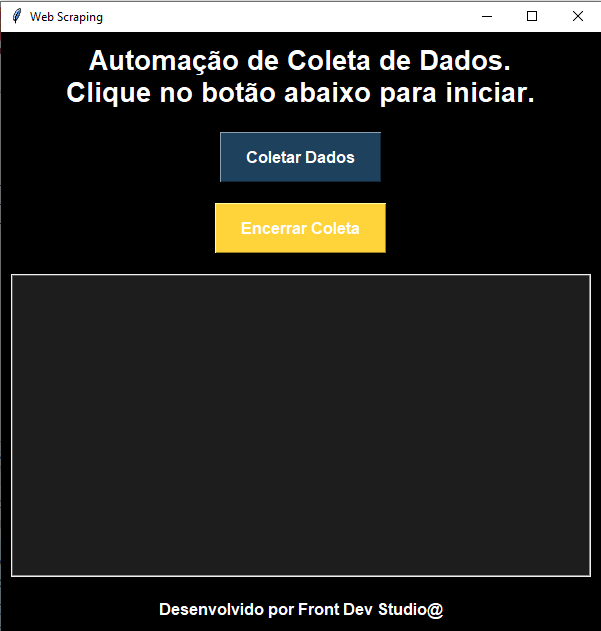 Web Scraping
Automação de Coleta de Dados.
Clique no botão abaixo para iniciar.
Coletar Dados
Encerrar Coleta
Desenvolvido por Front Dev Studio@